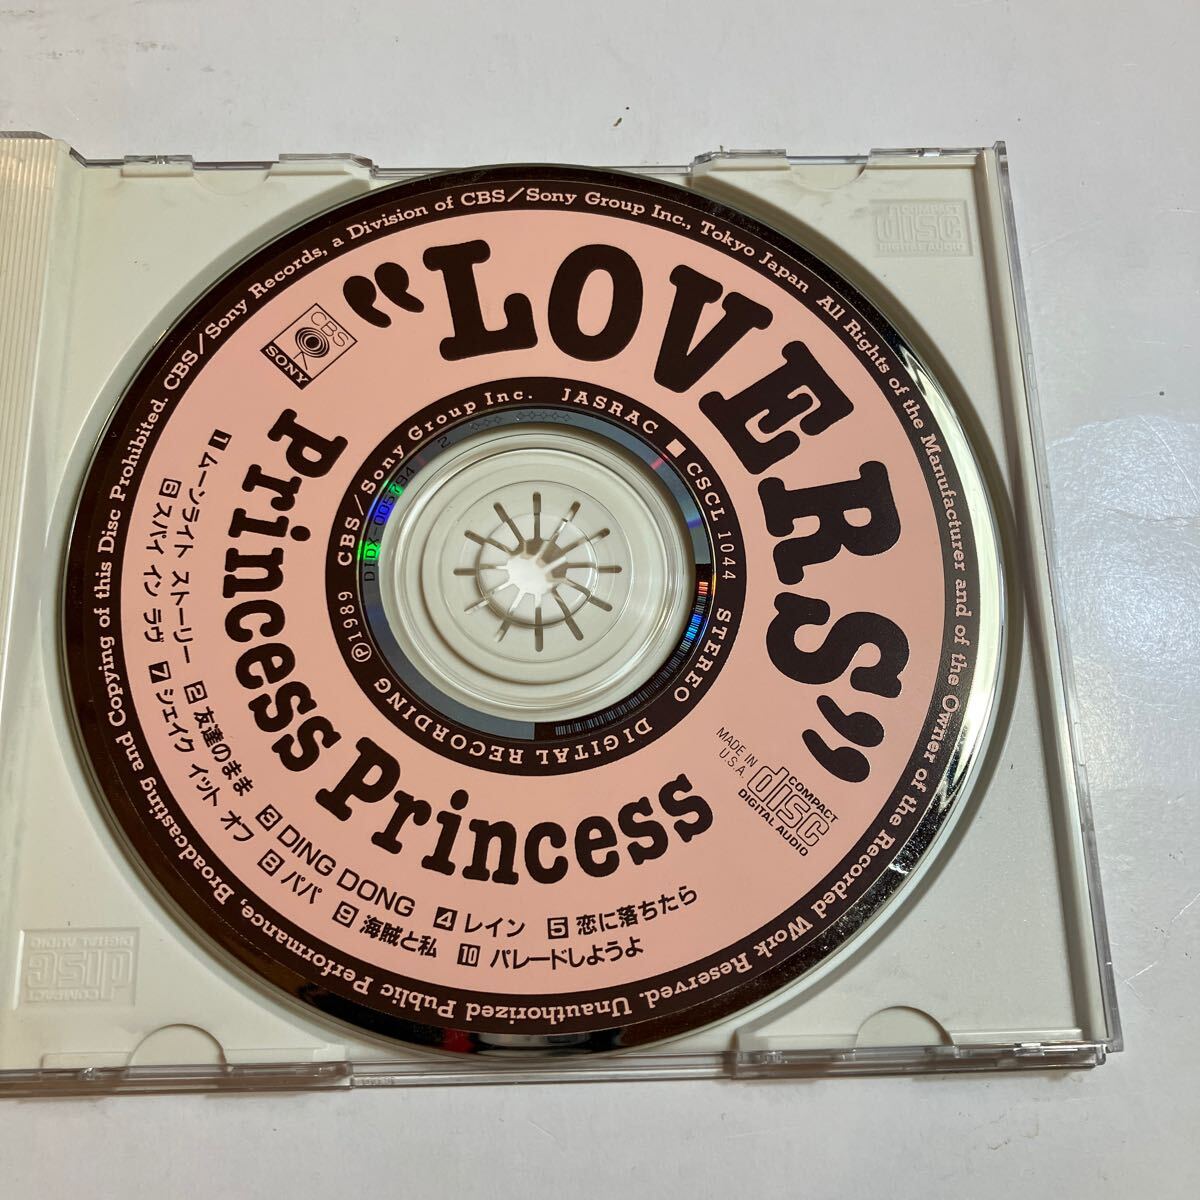 "LOVERS"
Princess Princess
CBS
SONY
1 ムーンライト ストーリー 2 友達のまま 3 DING DONG 4 レイン 5 恋に落ちたら
6 スパイ イン ラヴ 7 シェイク イット オフ 8 パパ 9 海賊と私 10 パレードしようよ
MADE IN
U.S.A.
COMPACT
disc
DIGITAL AUDIO
Ⓟ1989 CBS/Sony Group Inc. JASRAC ■ CSCL 1044 STEREO DIGITAL RECORDING
DIDX-005794 2
CBS/Sony Records, a Division of CBS/Sony Group Inc., Tokyo Japan All Rights of the Manufacturer and of the Owner of the Recorded Work Reserved. Unauthorized Public Performance, Broadcasting and Copying of this Disc Prohibited.
COMPACT
disc
DIGITAL AUDIO
COMPACT
disc
DIGITAL AUDIO